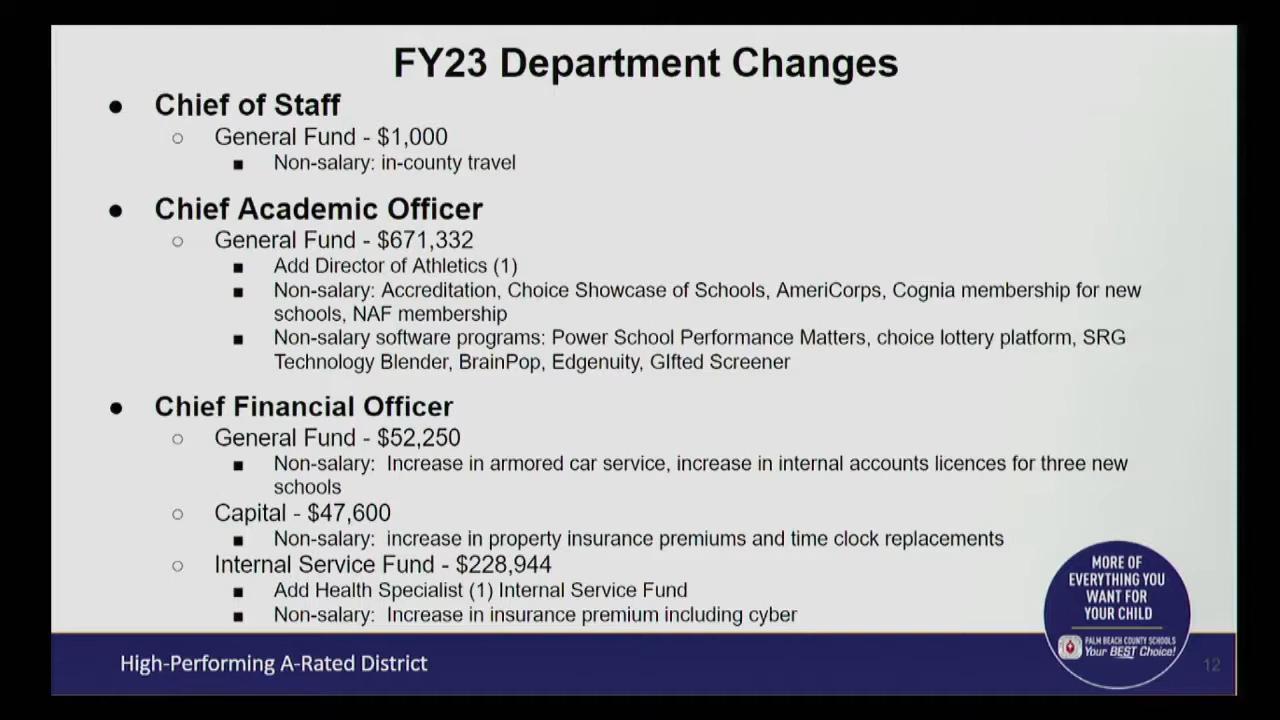 FY23 Department Changes
● Chief of Staff
○ General Fund - $1,000
■ Non-salary: in-county travel
● Chief Academic Officer
○ General Fund - $671,332
■ Add Director of Athletics (1)
■ Non-salary: Accreditation, Choice Showcase of Schools, AmeriCorps, Cognia membership for new
schools, NAF membership
■ Non-salary software programs: Power School Performance Matters, choice lottery platform, SRG
Technology Blender, BrainPop, Edgenuity, GIfted Screener
● Chief Financial Officer
○ General Fund - $52,250
■ Non-salary: Increase in armored car service, increase in internal accounts licences for three new
schools
○ Capital - $47,600
■ Non-salary: increase in property insurance premiums and time clock replacements
○ Internal Service Fund - $228,944
■ Add Health Specialist (1) Internal Service Fund
■ Non-salary: Increase in insurance premium including cyber
MORE OF
EVERYTHING YOU
WANT FOR
YOUR CHILD
PALM BEACH COUNTY SCHOOLS
Your BEST Choice!
High-Performing A-Rated District
12